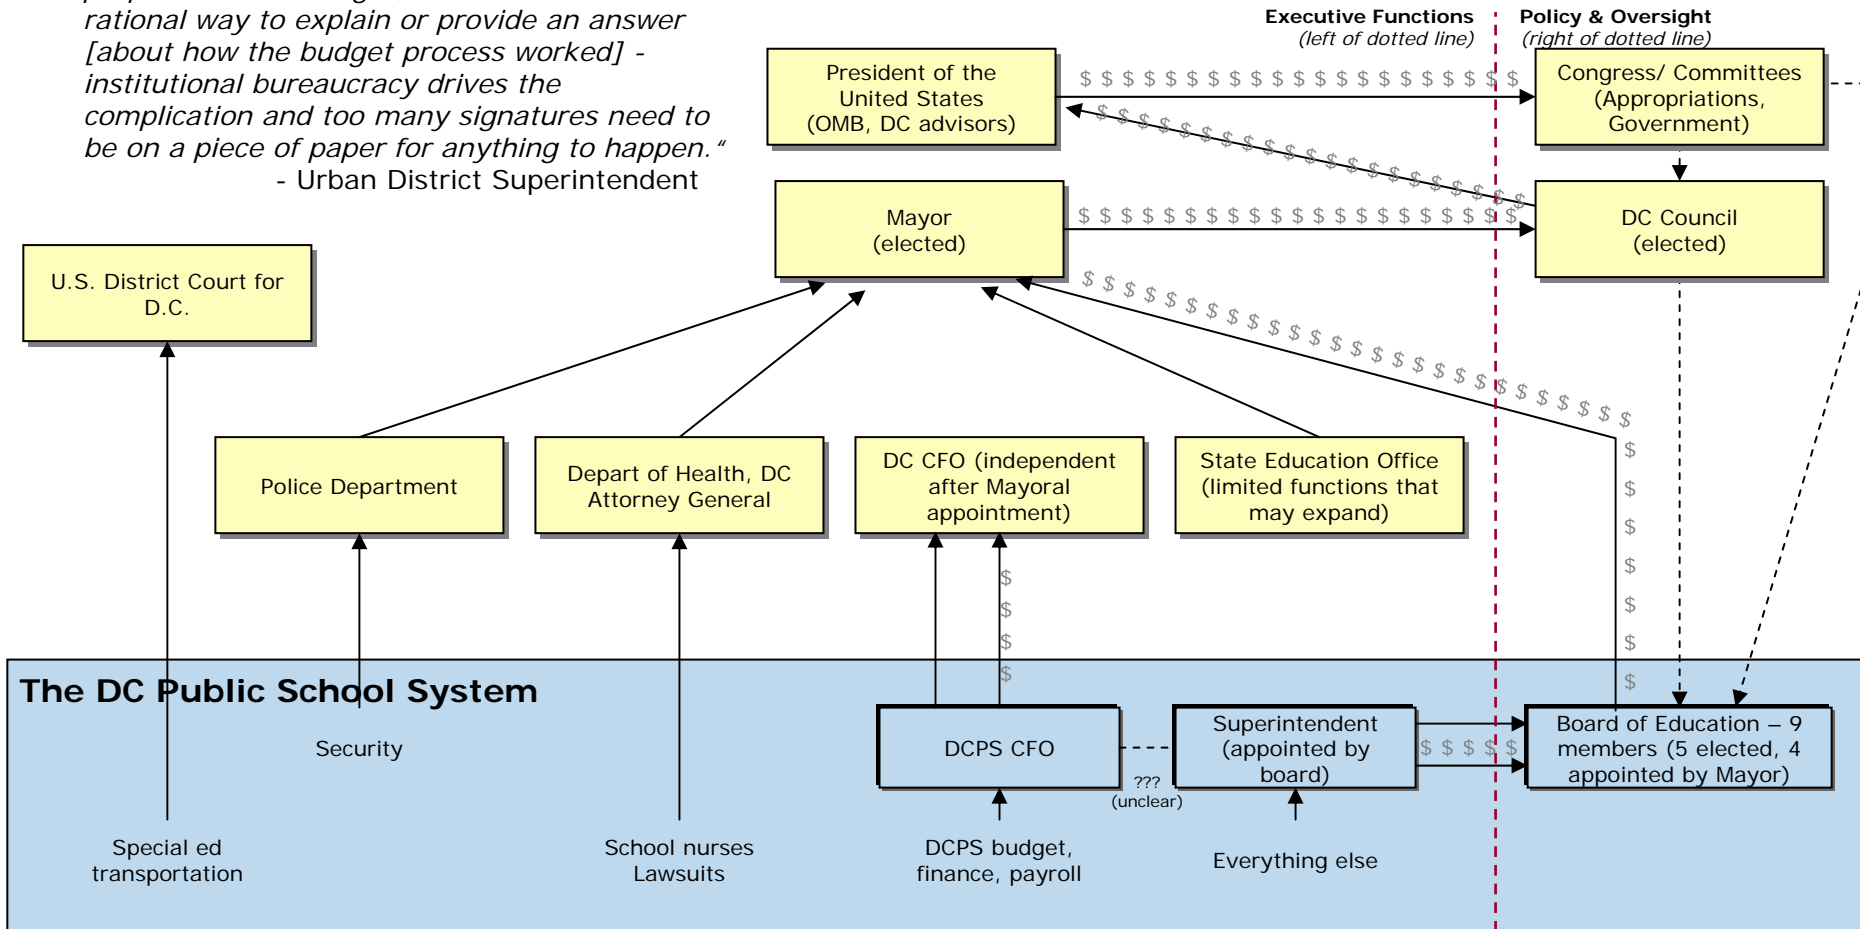 rational way to explain or provide an answer
[about how the budget process worked] -
institutional bureaucracy drives the
complication and too many signatures need to
be on a piece of paper for anything to happen.“
- Urban District Superintendent
Executive Functions
(left of dotted line)
Policy & Oversight
(right of dotted line)
President of the
United States
(OMB, DC advisors)
$ $ $ $ $ $ $ $ $ $ $ $ $ $ $ $ $ $ $ $ $
Congress/ Committees
(Appropriations,
Government)
$ $ $ $ $ $ $ $ $ $ $ $ $ $ $ $ $ $ $ $ $
Mayor
(elected)
$ $ $ $ $ $ $ $ $ $ $ $ $ $ $ $ $ $ $ $ $
DC Council
(elected)
U.S. District Court for
D.C.
$ $ $ $ $ $ $ $ $ $ $ $ $ $ $ $ $ $ $ $ $ $ $ $ $ $ $
Police Department
Depart of Health, DC
Attorney General
DC CFO (independent
after Mayoral
appointment)
State Education Office
(limited functions that
may expand)
$
$
$
$
$
$
$
$
$
$
$
The DC Public School System
Security
DCPS CFO
???
(unclear)
Superintendent
(appointed by
board)
$ $ $ $ $
Board of Education – 9
members (5 elected, 4
appointed by Mayor)
Special ed
transportation
School nurses
Lawsuits
DCPS budget,
finance, payroll
Everything else